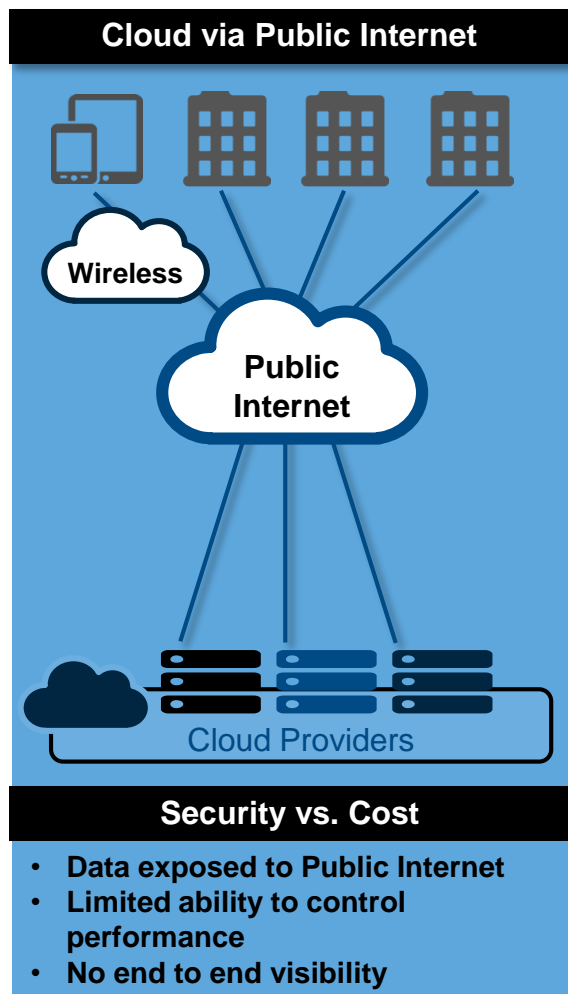 Cloud via Public Internet
Wireless
Public
Internet
Cloud Providers
Security vs. Cost
• Data exposed to Public Internet
• Limited ability to control
performance
• No end to end visibility